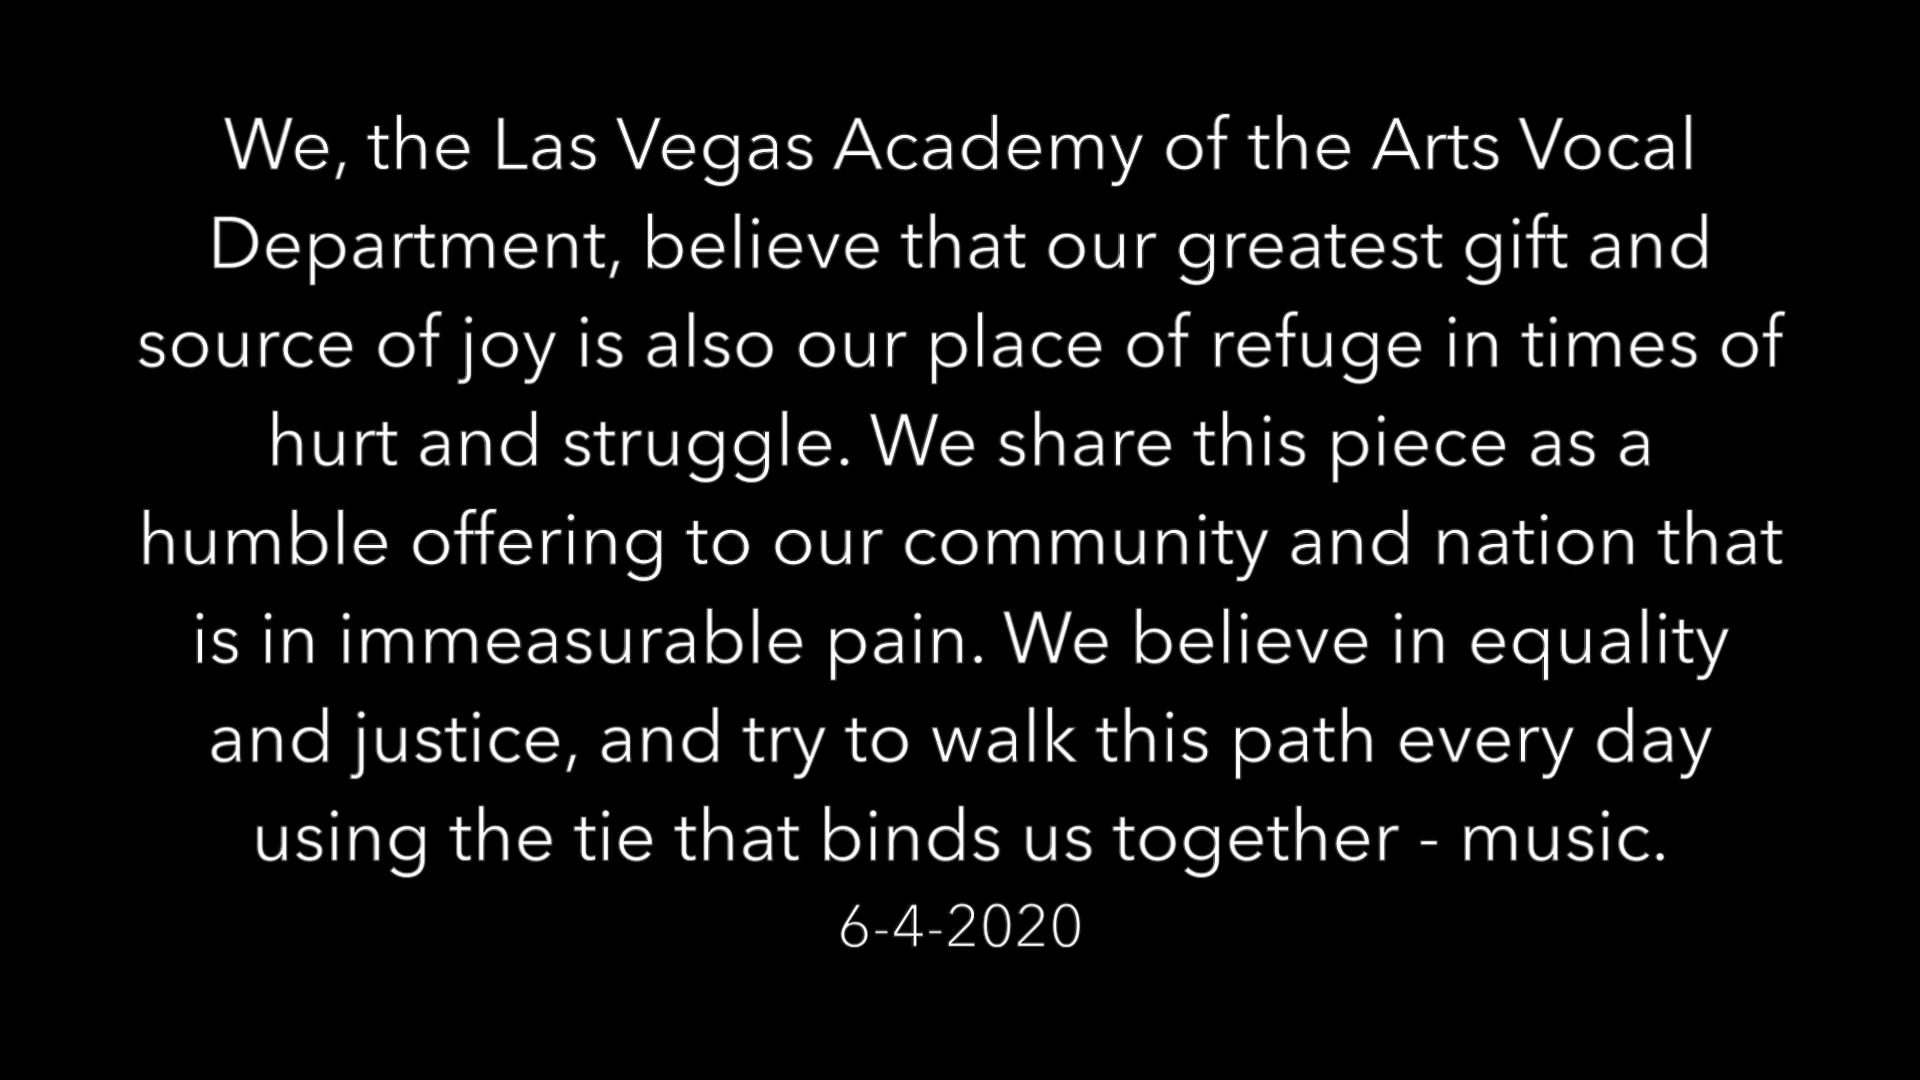 We, the Las Vegas Academy of the Arts Vocal
Department, believe that our greatest gift and
source of joy is also our place of refuge in times of
hurt and struggle. We share this piece as a
humble offering to our community and nation that
is in immeasurable pain. We believe in equality
and justice, and try to walk this path every day
using the tie that binds us together - music.
6-4-2020